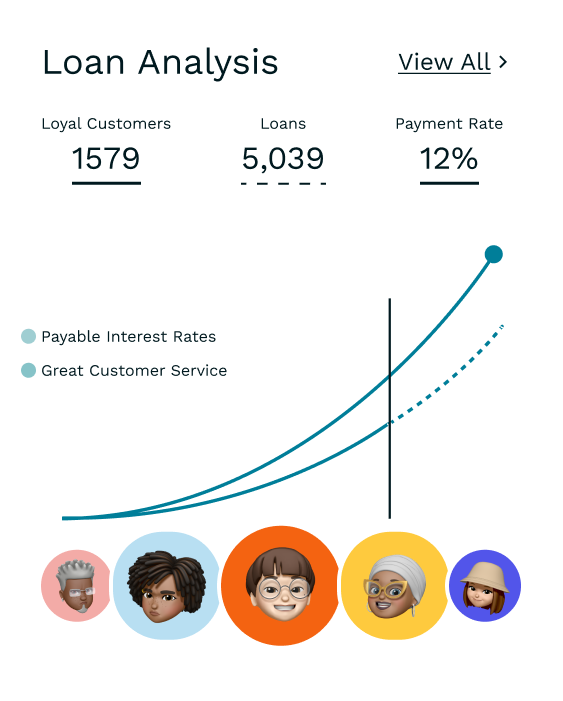 Loan Analysis
View All
Loyal Customers
Loans
Payment Rate
1579
5,039
12%
Payable Interest Rates
Great Customer Service